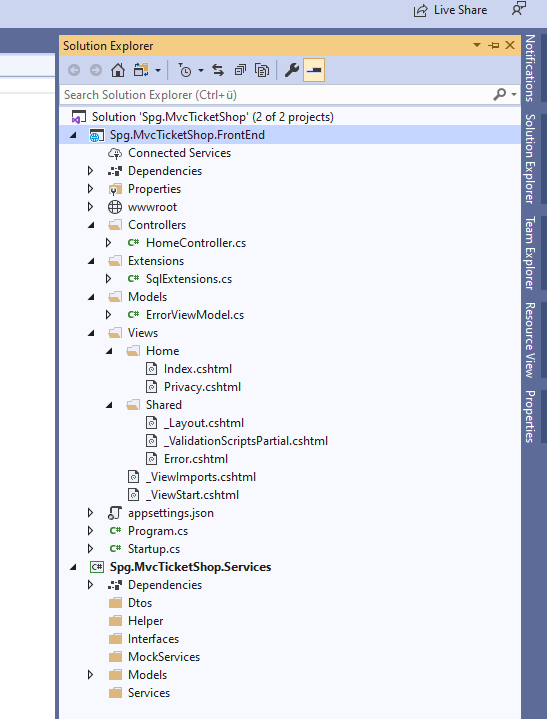 Live Share
Solution Explorer
Search Solution Explorer (Ctrl+ü)
Solution 'Spg.MvcTicketShop' (2 of 2 projects)
Spg.MvcTicketShop.FrontEnd
Connected Services
Dependencies
Properties
wwwroot
Controllers
C# HomeController.cs
Extensions
C# SqlExtensions.cs
Models
C# ErrorViewModel.cs
Views
Home
Index.cshtml
Privacy.cshtml
Shared
_Layout.cshtml
_ValidationScriptsPartial.cshtml
Error.cshtml
_ViewImports.cshtml
_ViewStart.cshtml
appsettings.json
C# Program.cs
C# Startup.cs
C# Spg.MvcTicketShop.Services
Dependencies
Dtos
Helper
Interfaces
MockServices
Models
Services
Notifications
Solution Explorer
Team Explorer
Resource View
Properties